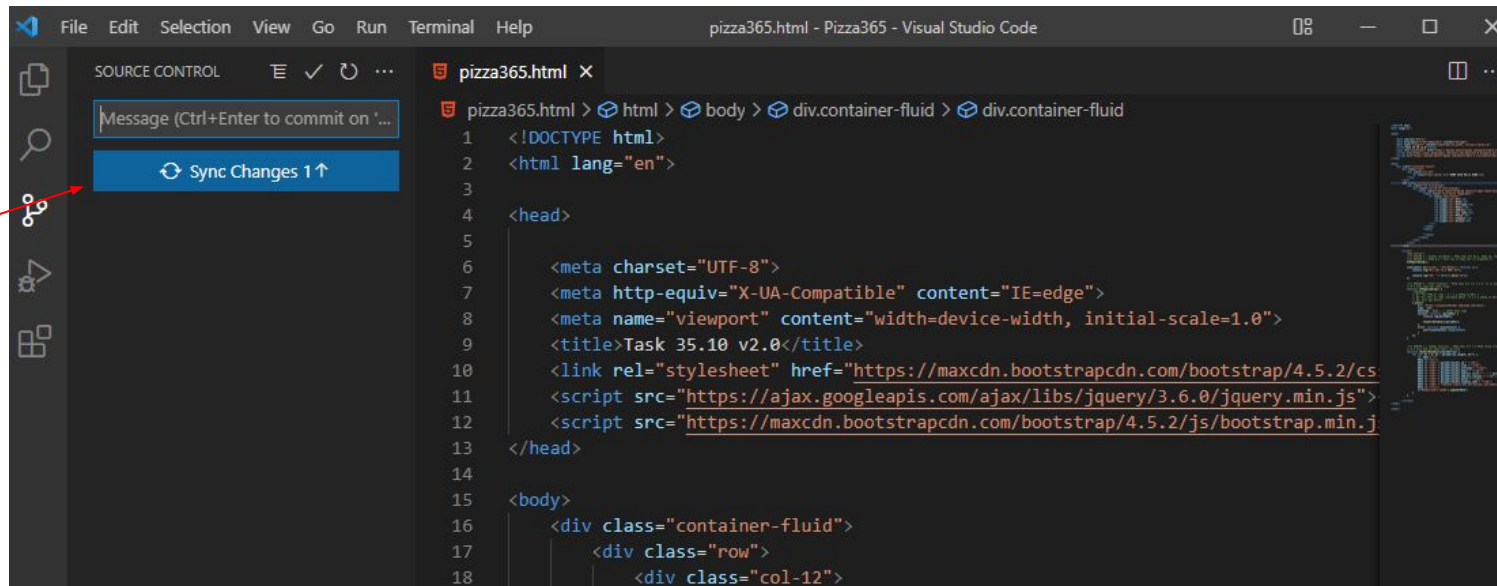 File Edit Selection View Go Run Terminal Help
pizza365.html - Pizza365 - Visual Studio Code
SOURCE CONTROL
Message (Ctrl+Enter to commit on '...
Sync Changes 1↑
pizza365.html
pizza365.html > html > body > div.container-fluid > div.container-fluid
1 <!DOCTYPE html>
2 <html lang="en">
3
4 <head>
5
6 <meta charset="UTF-8">
7 <meta http-equiv="X-UA-Compatible" content="IE=edge">
8 <meta name="viewport" content="width=device-width, initial-scale=1.0">
9 <title>Task 35.10 v2.0</title>
10 <link rel="stylesheet" href="https://maxcdn.bootstrapcdn.com/bootstrap/4.5.2/cs
11 <script src="https://ajax.googleapis.com/ajax/libs/jquery/3.6.0/jquery.min.js">
12 <script src="https://maxcdn.bootstrapcdn.com/bootstrap/4.5.2/js/bootstrap.min.j
13 </head>
14
15 <body>
16 <div class="container-fluid">
17 <div class="row">
18 <div class="col-12">